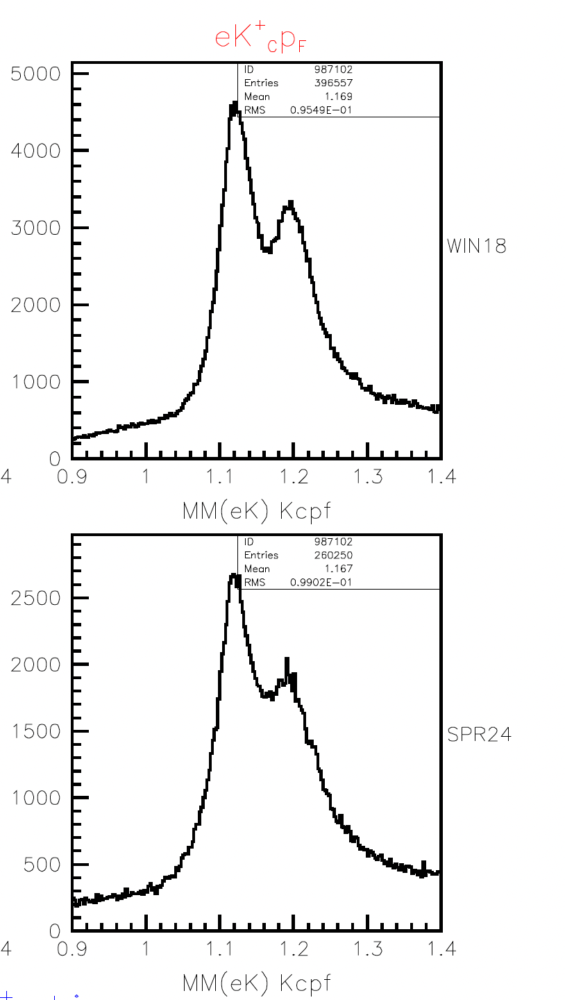 eK+cpF
5000
4000
3000
2000
1000
0
ID 987102
Entries 396557
Mean 1.169
RMS 0.9549E-01
WIN18
4 0.9 1 1.1 1.2 1.3 1.4
MM(eK) Kcpf
2500
2000
1500
1000
500
0
ID 987102
Entries 260250
Mean 1.167
RMS 0.9902E-01
SPR24
4 0.9 1 1.1 1.2 1.3 1.4
MM(eK) Kcpf